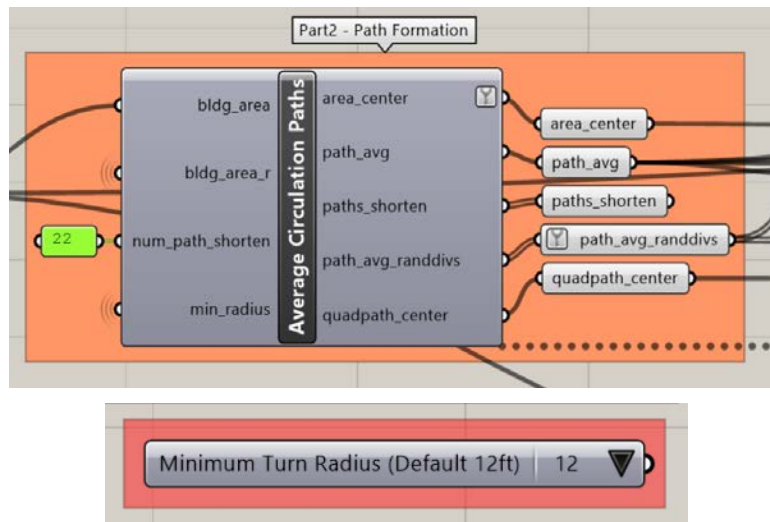 Part2 - Path Formation
bldg_area
bldg_area_r
num_path_shorten
min_radius
22
Average Circulation Paths
area_center
path_avg
paths_shorten
path_avg_randdivs
quadpath_center
area_center
path_avg
paths_shorten
path_avg_randdivs
quadpath_center
Minimum Turn Radius (Default 12ft) 12